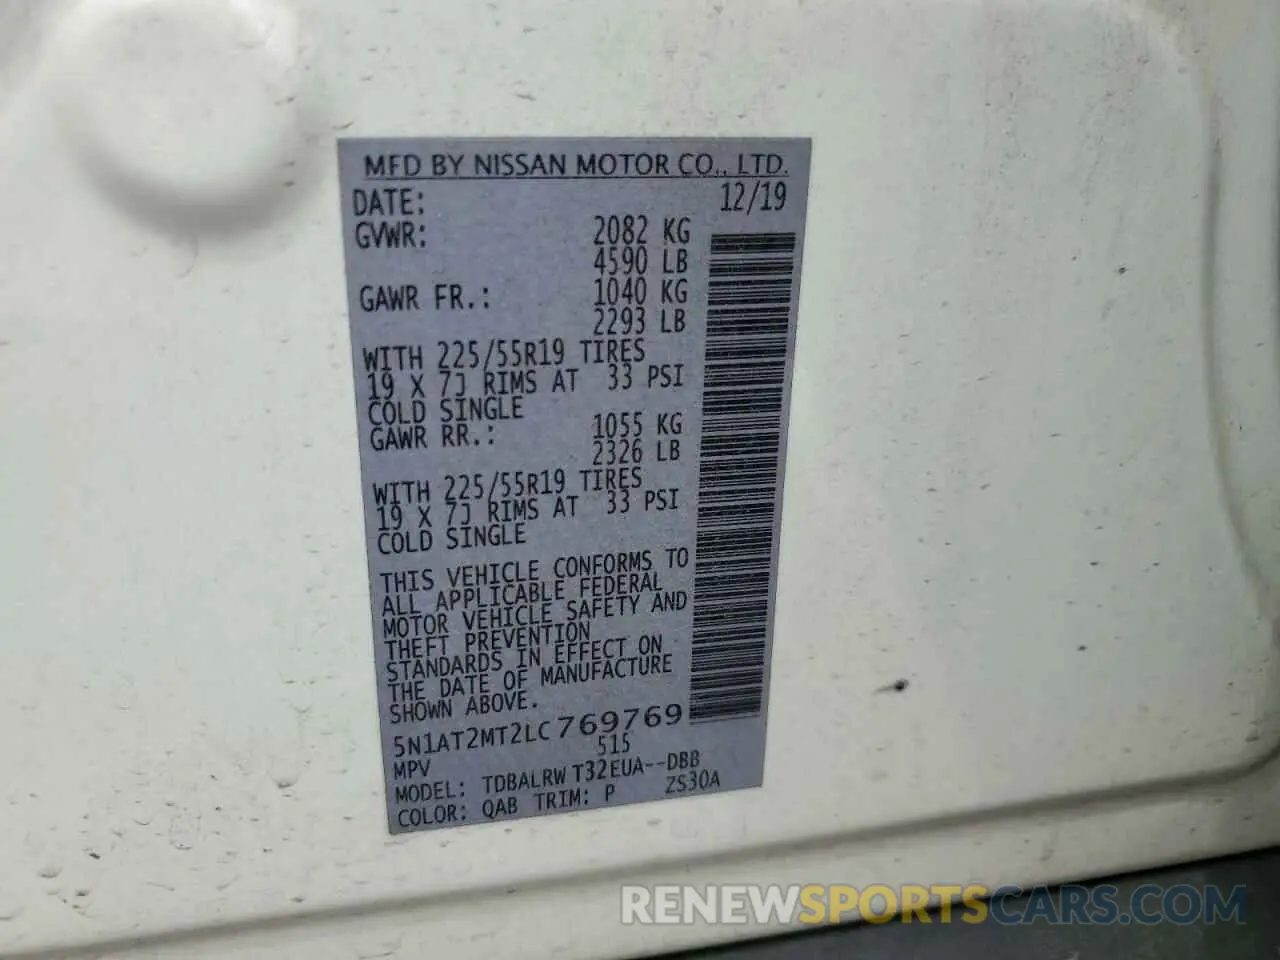 MFD BY NISSAN MOTOR CO., LTD.
DATE: 12/19
GVWR: 2082 KG
4590 LB
GAWR FR.: 1040 KG
2293 LB
WITH 225/55R19 TIRES
19 X 7J RIMS AT 33 PSI
COLD SINGLE
GAWR RR.: 1055 KG
2326 LB
WITH 225/55R19 TIRES
19 X 7J RIMS AT 33 PSI
COLD SINGLE
THIS VEHICLE CONFORMS TO
ALL APPLICABLE FEDERAL
MOTOR VEHICLE SAFETY AND
THEFT PREVENTION
STANDARDS IN EFFECT ON
THE DATE OF MANUFACTURE
SHOWN ABOVE.
5N1AT2MT2LC769769
MPV 515
MODEL: TDBALRW T32EUA--DBB
COLOR: QAB TRIM: P ZS30A
RENEWSPORTSCARS.COM